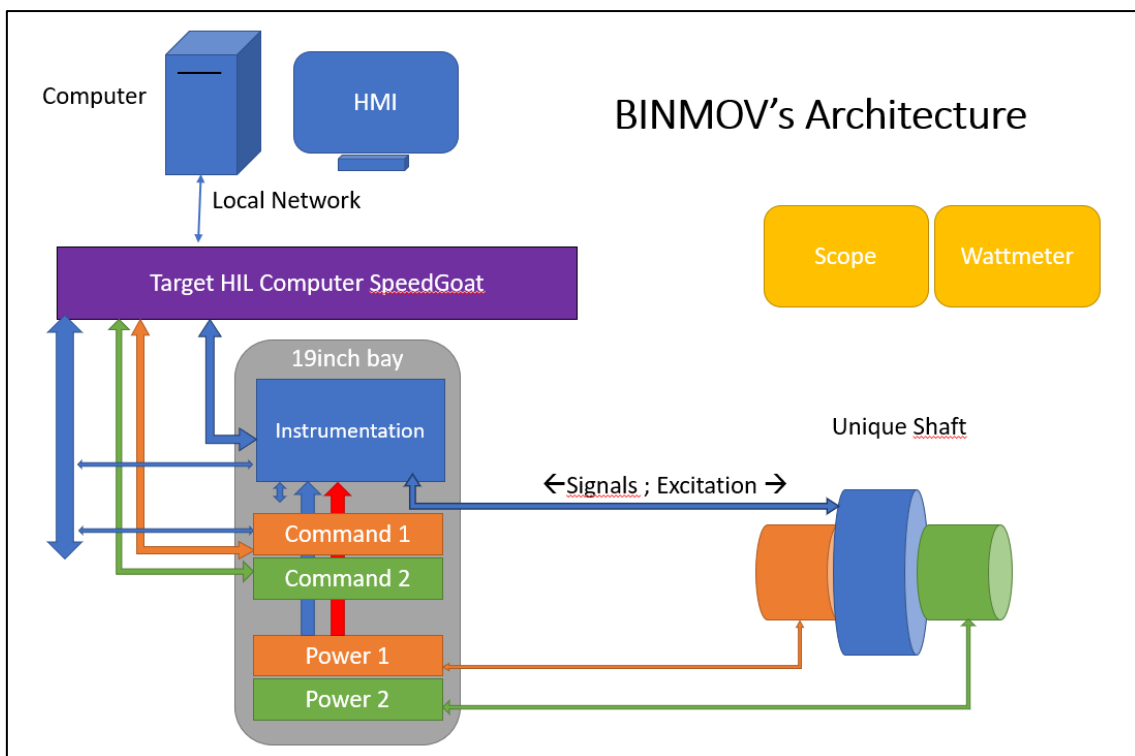 Computer
HMI
BINMOV's Architecture
Local Network
Scope
Wattmeter
Target HIL Computer SpeedGoat
19inch bay
Instrumentation
Unique Shaft
←Signals ; Excitation →
Command 1
Command 2
Power 1
Power 2